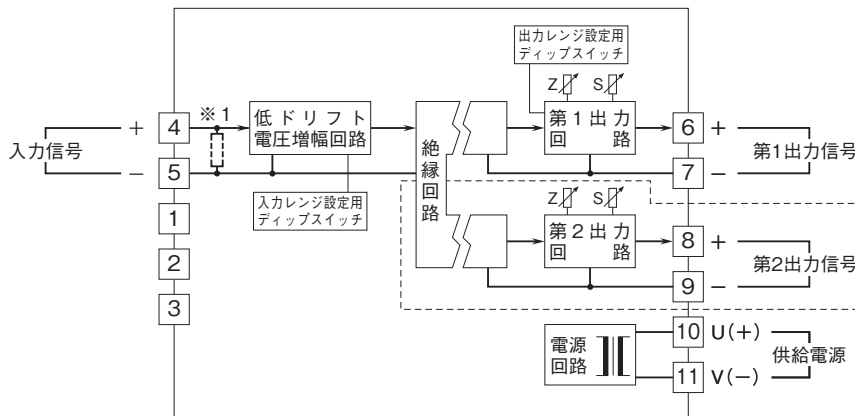 出力レンジ設定用
ディップスイッチ
Z
S
※1
低ドリフト
電圧増幅回路
絶縁回路
第1出力
回路
入力信号
+
4
−
5
入力レンジ設定用
ディップスイッチ
6
+
7
−
第1出力信号
1
2
3
Z
S
第2出力
回路
8
+
9
−
第2出力信号
電源
回路
10
U(+)
11
V(−)
供給電源